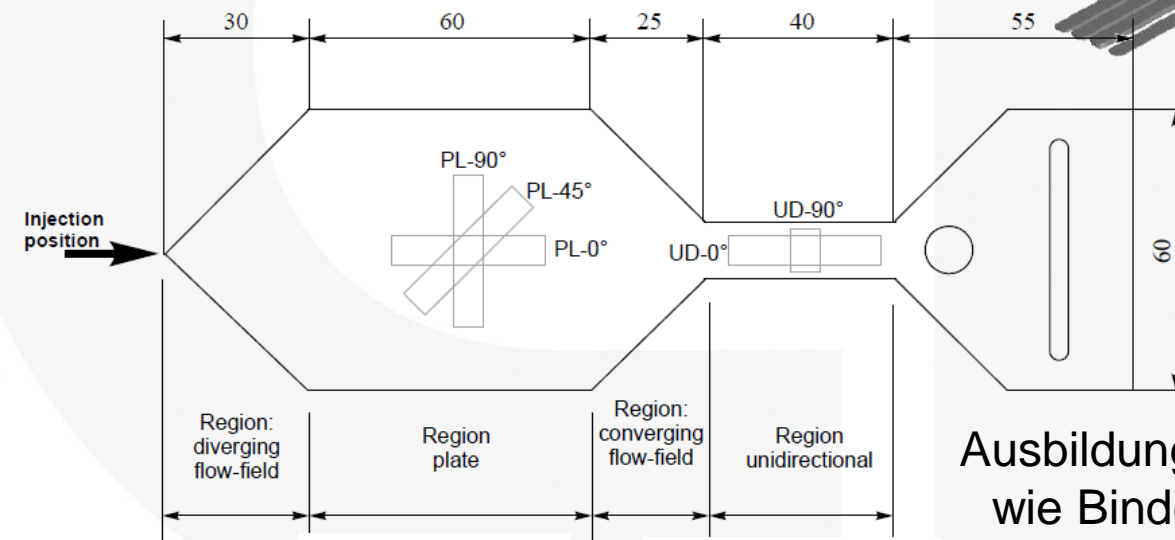 30
60
25
40
55
PL-90°
PL-45°
PL-0°
UD-90°
UD-0°
Injection
position
60
Region:
diverging
flow-field
Region
plate
Region:
converging
flow-field
Region
unidirectional
Ausbildung
wie Binde